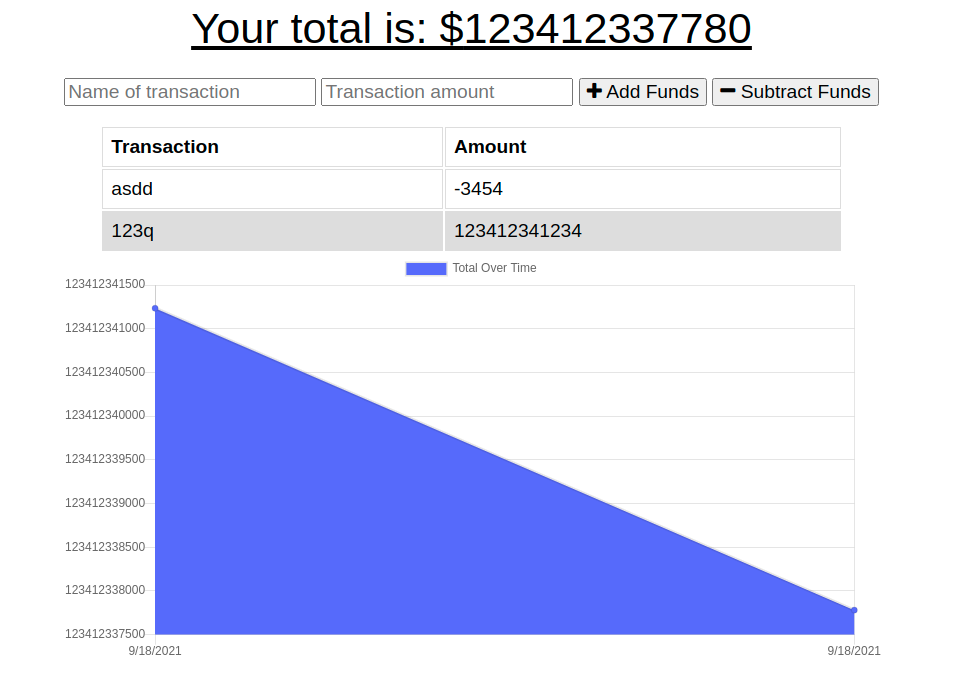 Your total is: $123412337780
Name of transaction Transaction amount Add Funds Subtract Funds
Transaction Amount
asdd -3454
123q 123412341234
Total Over Time
123412341500
123412341000
123412340500
123412340000
123412339500
123412339000
123412338500
123412338000
123412337500
9/18/2021 9/18/2021